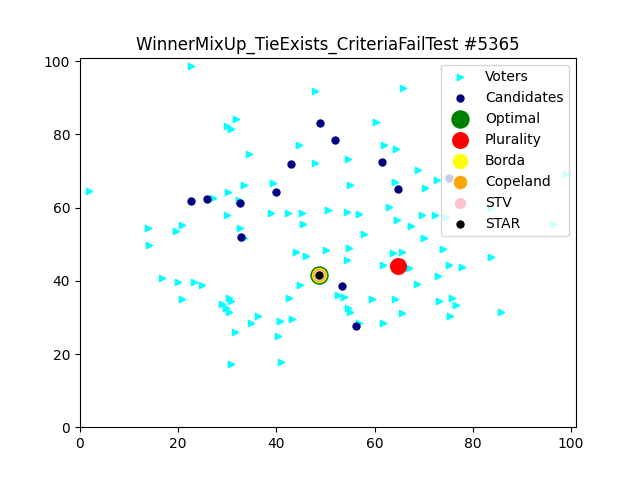 WinnerMixUp_TieExists_CriteriaFailTest #5365
100
80
60
40
20
0
0 20 40 60 80 100
Voters
Candidates
Optimal
Plurality
Borda
Copeland
STV
STAR